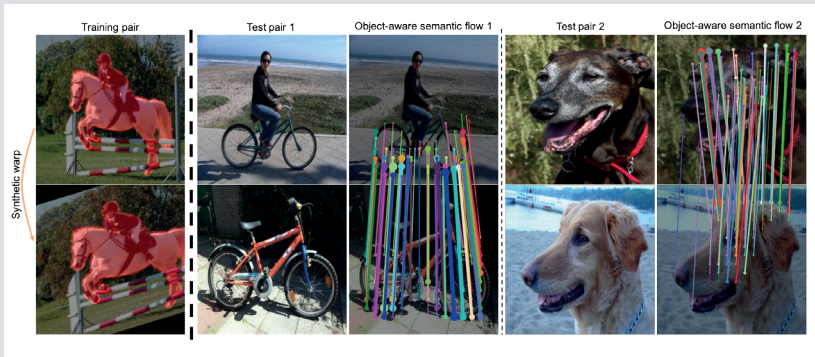 Training pair
Test pair 1
Object-aware semantic flow 1
Test pair 2
Object-aware semantic flow 2
Synthetic warp